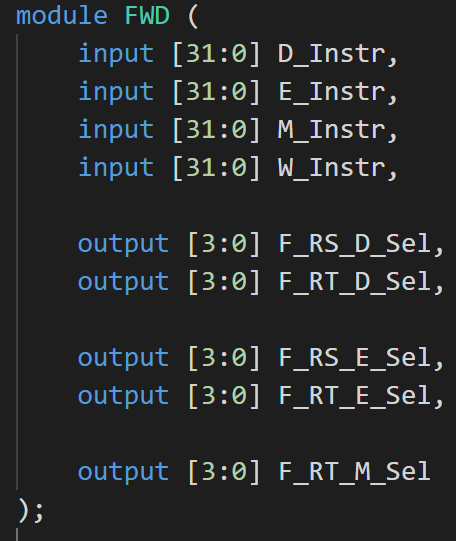 module FWD (
input [31:0] D_Instr,
input [31:0] E_Instr,
input [31:0] M_Instr,
input [31:0] W_Instr,
output [3:0] F_RS_D_Sel,
output [3:0] F_RT_D_Sel,
output [3:0] F_RS_E_Sel,
output [3:0] F_RT_E_Sel,
output [3:0] F_RT_M_Sel
);